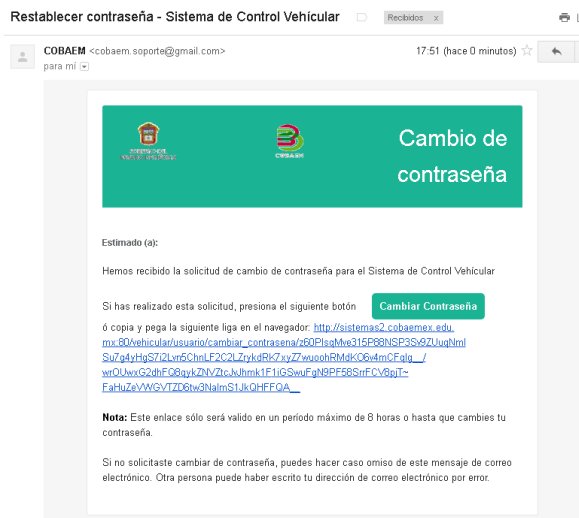 Restablecer contraseña - Sistema de Control Vehícular
Recibidos x
COBAEM <cobaem.soporte@gmail.com>
17:51 (hace 0 minutos)
para mí
Cambio de
contraseña
Estimado (a):
Hemos recibido la solicitud de cambio de contraseña para el Sistema de Control Vehícular
Si has realizado esta solicitud, presiona el siguiente botón
Cambiar Contraseña
ó copia y pega la siguiente liga en el navegador: http://sistemas2.cobaemex.edu.
mx:80/vehicular/usuario/cambiar_contrasena/z60PIsqMve315P88NSP3Sv9ZUuqNmI
Su7g4yHgS7i2Lvn5ChnLF2C2LZrykdRK7xyZ7wuoohRMdKO6v4mCFqIg__/
wrOUwxG2dhFQ8qykZNVZtcJvJhmk1F1iGSwuFgN9PF58SrrFCV8pjT~
FaHuZeVWGVTZD6tw3NaImS1JkQHFFQA__
Nota: Este enlace sólo será valido en un período máximo de 8 horas o hasta que cambies tu
contraseña.
Si no solicitaste cambiar de contraseña, puedes hacer caso omiso de este mensaje de correo
electrónico. Otra persona puede haber escrito tu dirección de correo electrónico por error.